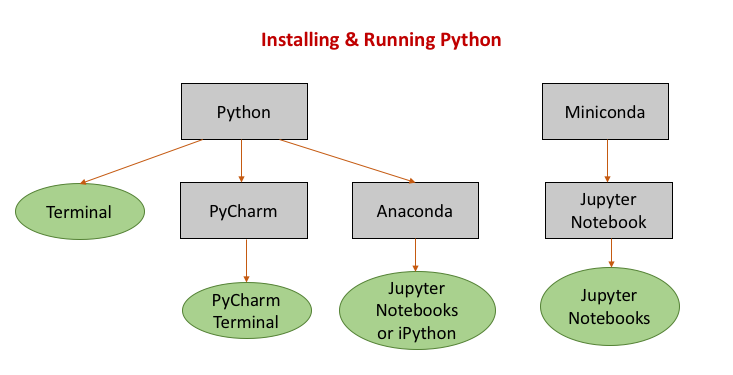 Installing & Running Python
Python
Miniconda
Terminal
PyCharm
Anaconda
Jupyter
Notebook
PyCharm
Terminal
Jupyter
Notebooks
or iPython
Jupyter
Notebooks